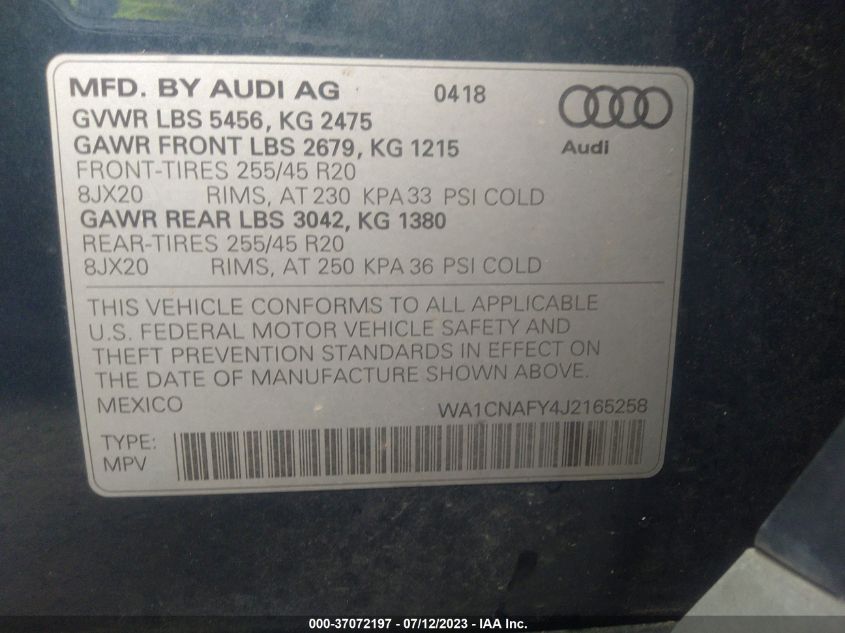 MFD. BY AUDI AG 0418
GVWR LBS 5456, KG 2475
GAWR FRONT LBS 2679, KG 1215
Audi
FRONT-TIRES 255/45 R20
8JX20 RIMS, AT 230 KPA 33 PSI COLD
GAWR REAR LBS 3042, KG 1380
REAR-TIRES 255/45 R20
8JX20 RIMS, AT 250 KPA 36 PSI COLD
THIS VEHICLE CONFORMS TO ALL APPLICABLE
U.S. FEDERAL MOTOR VEHICLE SAFETY AND
THEFT PREVENTION STANDARDS IN EFFECT ON
THE DATE OF MANUFACTURE SHOWN ABOVE.
MEXICO WA1CNAFY4J2165258
TYPE:
MPV
000-37072197 - 07/12/2023 - IAA Inc.